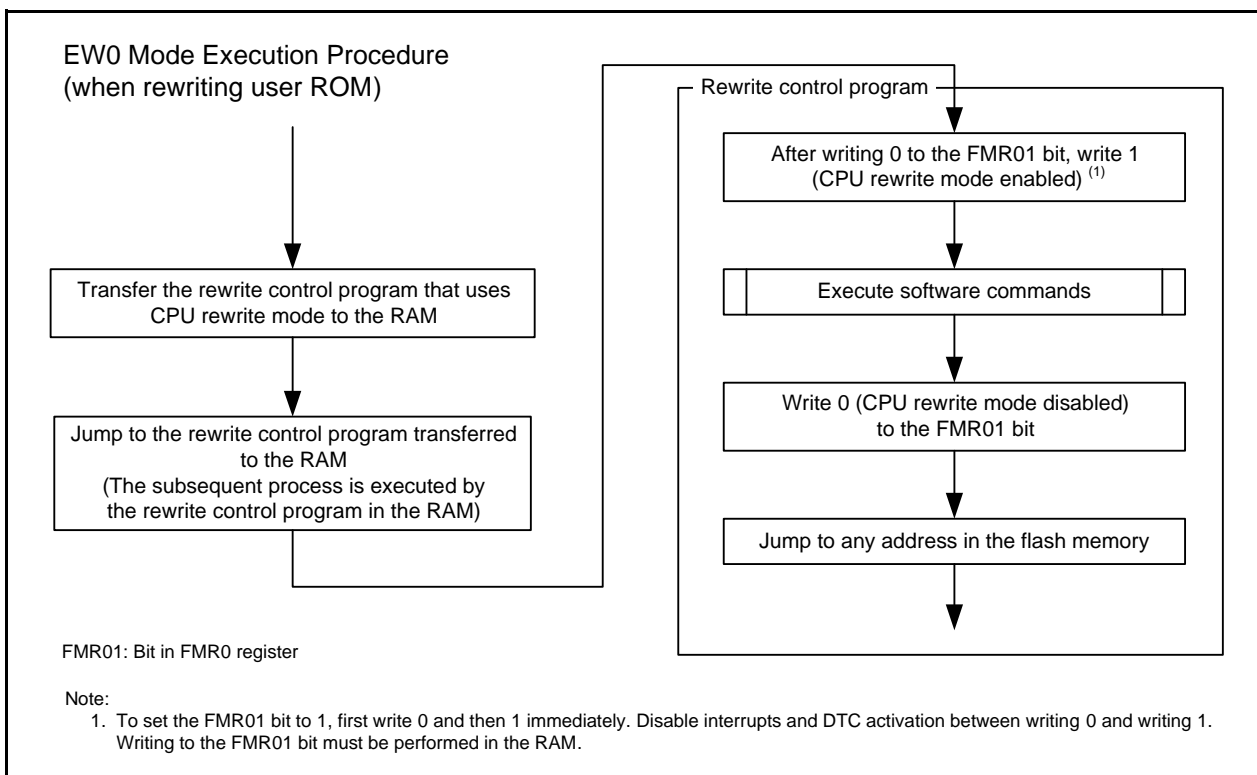 EW0 Mode Execution Procedure
(when rewriting user ROM)
Transfer the rewrite control program that uses
CPU rewrite mode to the RAM
Jump to the rewrite control program transferred
to the RAM
(The subsequent process is executed by
the rewrite control program in the RAM)
Rewrite control program
After writing 0 to the FMR01 bit, write 1
(CPU rewrite mode enabled) (1)
Execute software commands
Write 0 (CPU rewrite mode disabled)
to the FMR01 bit
Jump to any address in the flash memory
FMR01: Bit in FMR0 register
Note:
1. To set the FMR01 bit to 1, first write 0 and then 1 immediately. Disable interrupts and DTC activation between writing 0 and writing 1.
Writing to the FMR01 bit must be performed in the RAM.